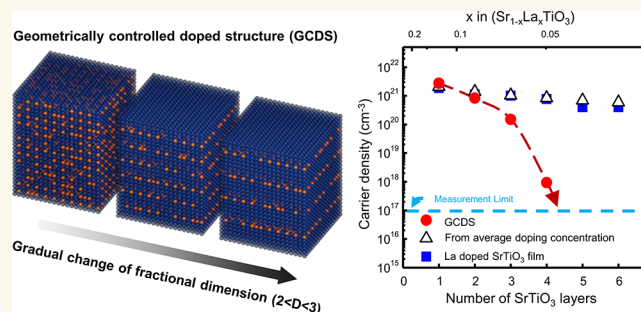 Geometrically controlled doped structure (GCDS)
Gradual change of fractional dimension (2<D<3)
x in (Sr1-xLaxTiO3)
0.2 0.1 0.05
Carrier density (cm-3)
10^22
10^21
10^20
10^19
10^18
10^17
10^16
10^15
Measurement Limit
GCDS
From average doping concentration
La doped SrTiO3 film
0 1 2 3 4 5 6
Number of SrTiO3 layers